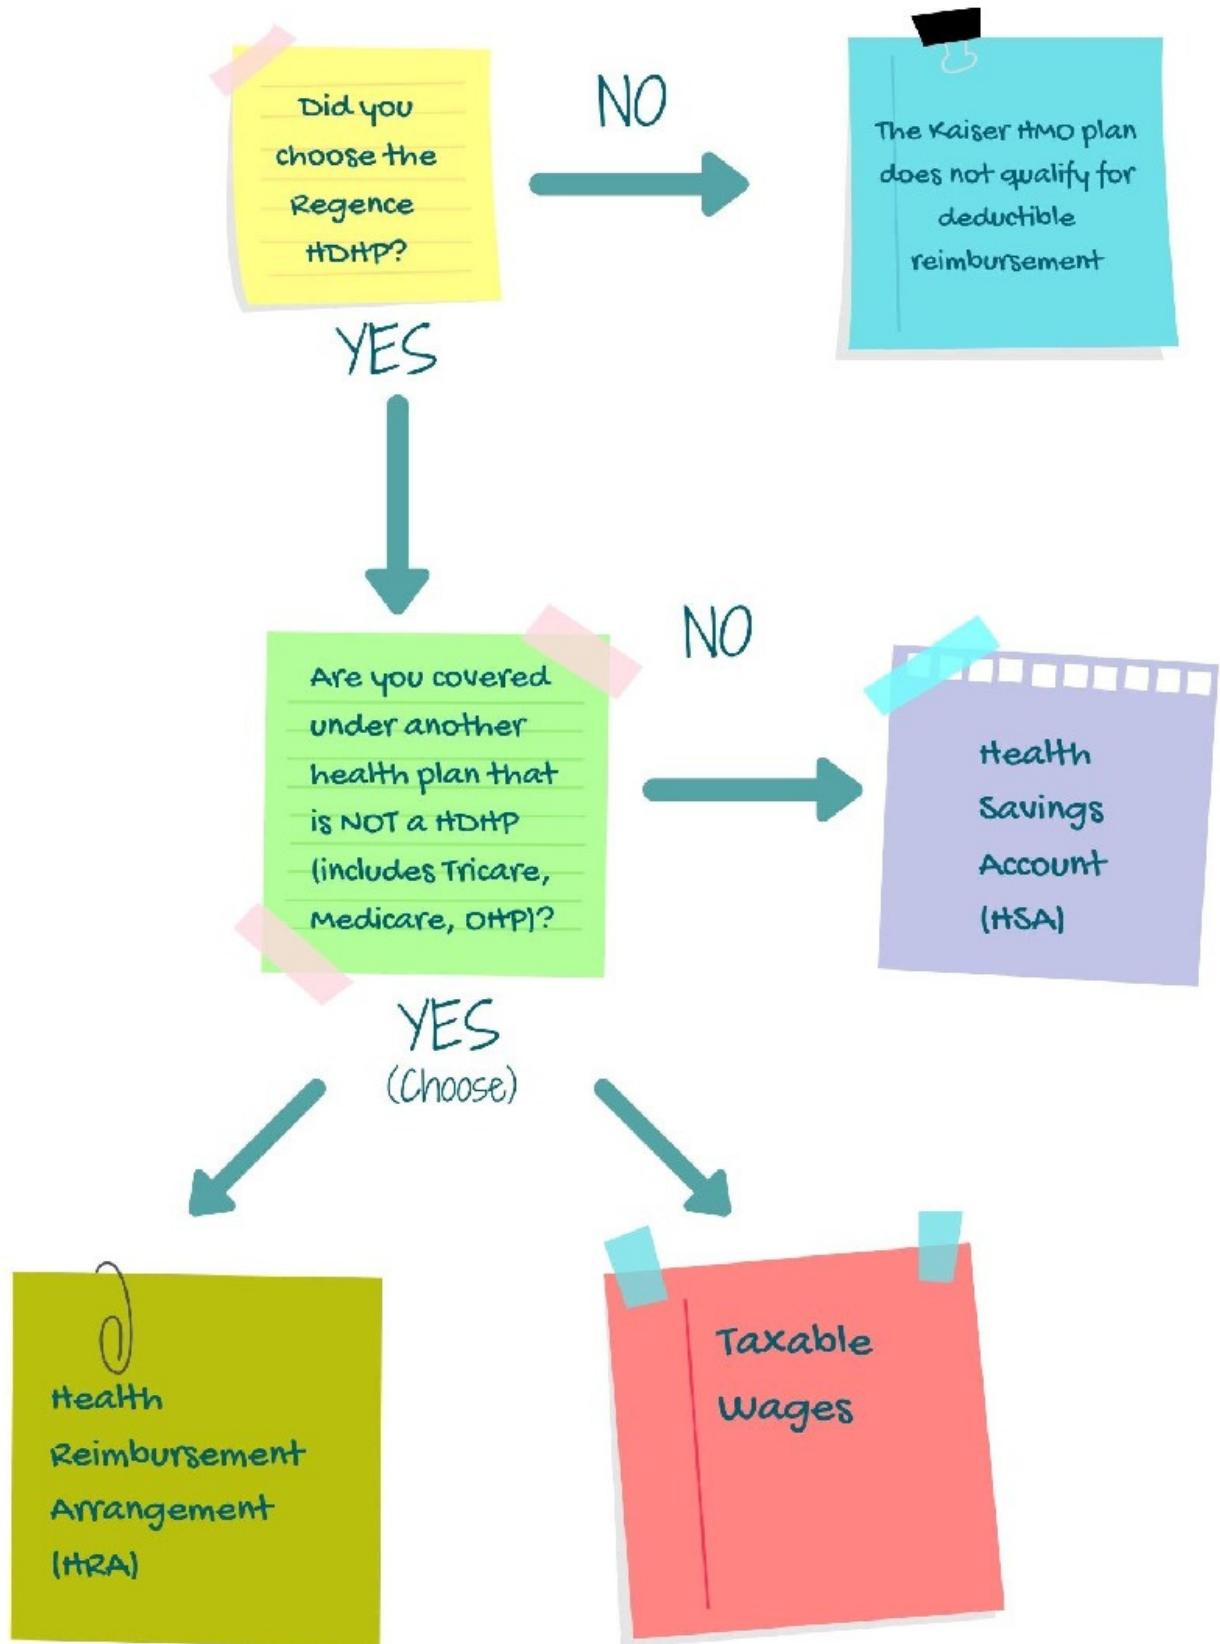 Did you
choose the
Regence
HDHP?
NO
The Kaiser HMO plan
does not qualify for
deductible
reimbursement
YES
Are you covered
under another
health plan that
is NOT a HDHP
(includes Tricare,
Medicare, OHP)?
NO
Health
Savings
Account
(HSA)
YES
(Choose)
Health
Reimbursement
Arrangement
(HRA)
Taxable
Wages